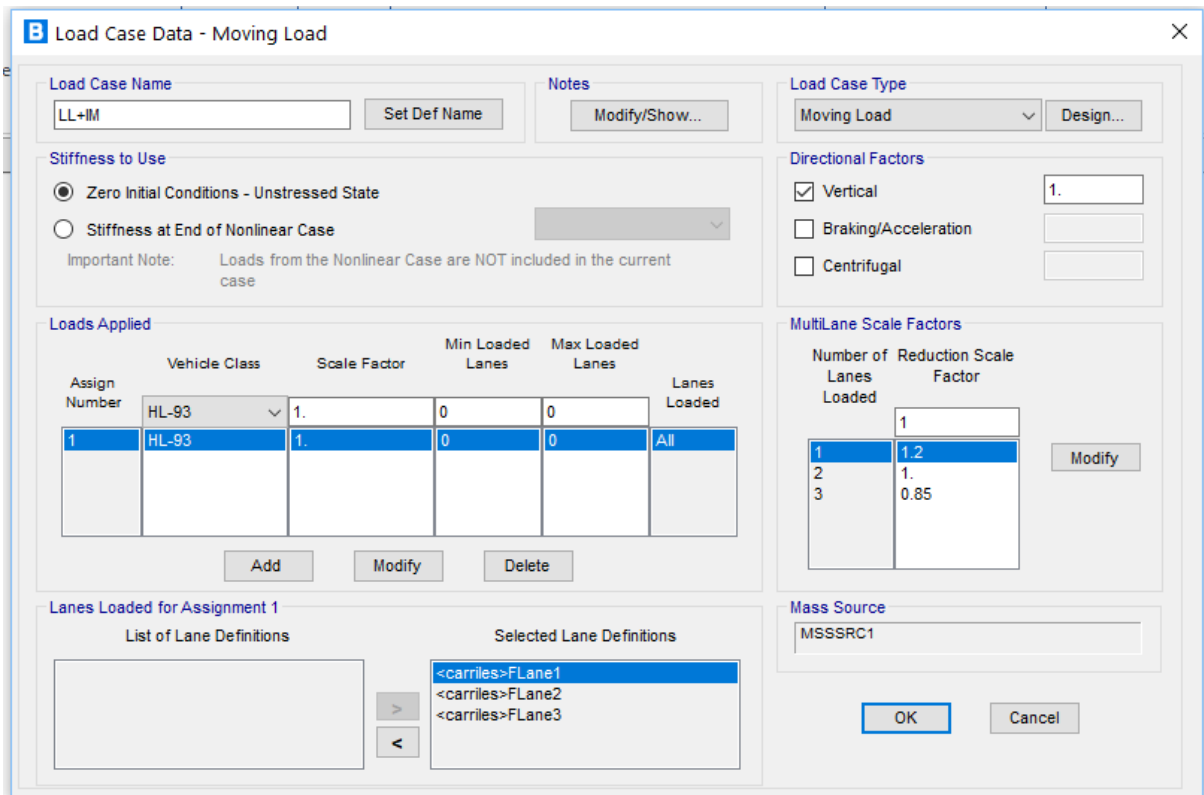 B Load Case Data - Moving Load
e
Load Case Name
LL+IM
Set Def Name
Notes
Modify/Show...
Load Case Type
Moving Load
Design...
Stiffness to Use
Zero Initial Conditions - Unstressed State
Stiffness at End of Nonlinear Case
Important Note: Loads from the Nonlinear Case are NOT included in the current
case
Directional Factors
Vertical 1.
Braking/Acceleration
Centrifugal
Loads Applied
Assign
Number
Vehicle Class
Scale Factor
Min Loaded
Lanes
Max Loaded
Lanes
Lanes
Loaded
HL-93 1. 0 0
1 HL-93 1. 0 0 All
Add Modify Delete
MultiLane Scale Factors
Number of
Lanes
Loaded
Reduction Scale
Factor
1
1 1.2
2 1.
3 0.85
Modify
Lanes Loaded for Assignment 1
List of Lane Definitions
>
<
Selected Lane Definitions
<carriles>FLane1
<carriles>FLane2
<carriles>FLane3
Mass Source
MSSSRC1
OK Cancel